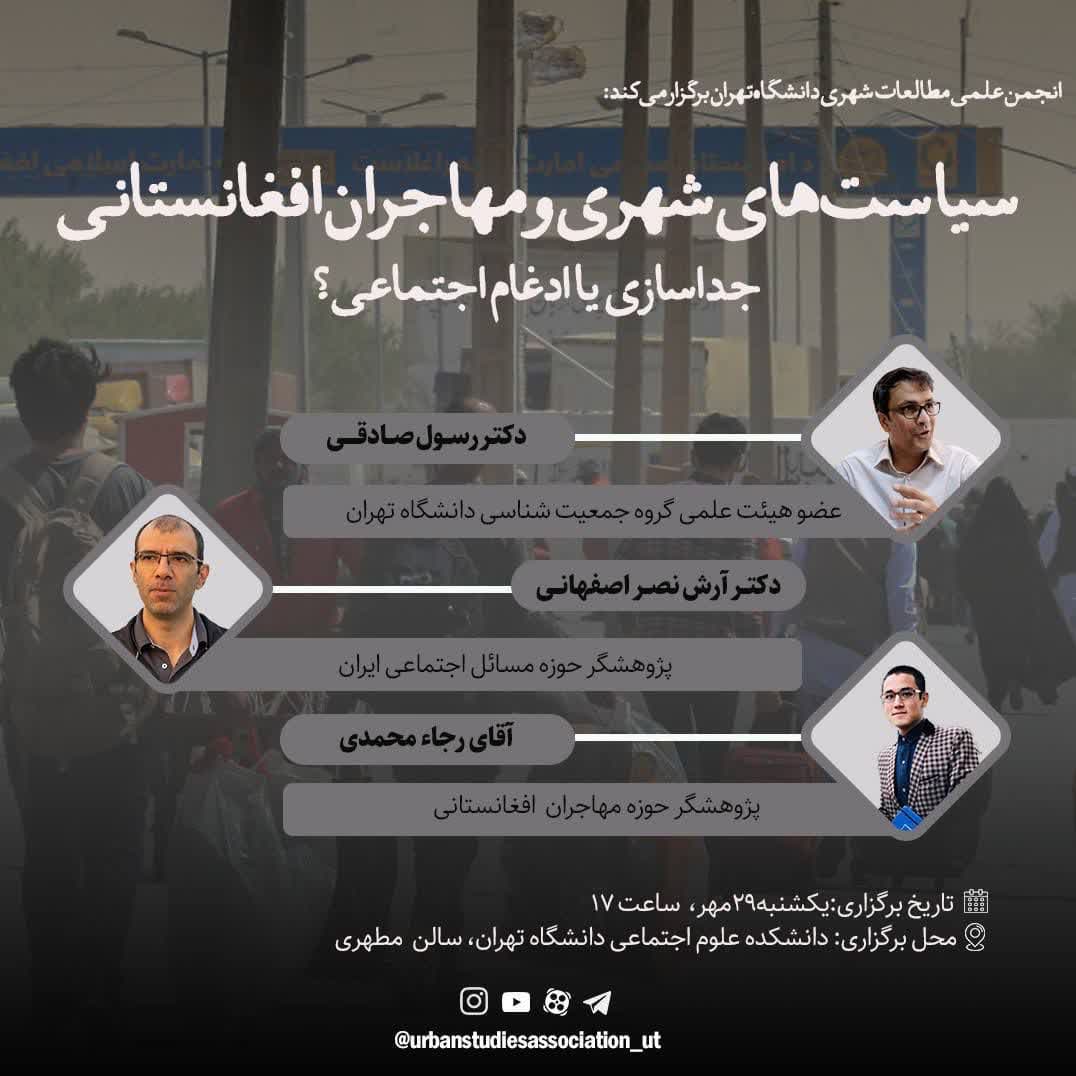 انجمن علمی مطالعات شهری دانشگاه تهران برگزار می‌کند:
سیاست‌های شهری و مهاجران افغانستانی
جداسازی یا ادغام اجتماعی؟
دکتر رسول صادقی
عضو هیئت علمی گروه جمعیت شناسی دانشگاه تهران
دکتر آرش نصر اصفهانی
پژوهشگر حوزه مسائل اجتماعی ایران
آقای رجاء محمدی
پژوهشگر حوزه مهاجران افغانستانی
تاریخ برگزاری:یکشنبه۲۹مهر، ساعت ۱۷
محل برگزاری: دانشکده علوم اجتماعی دانشگاه تهران، سالن مطهری
@urbanstudiesassociation_ut